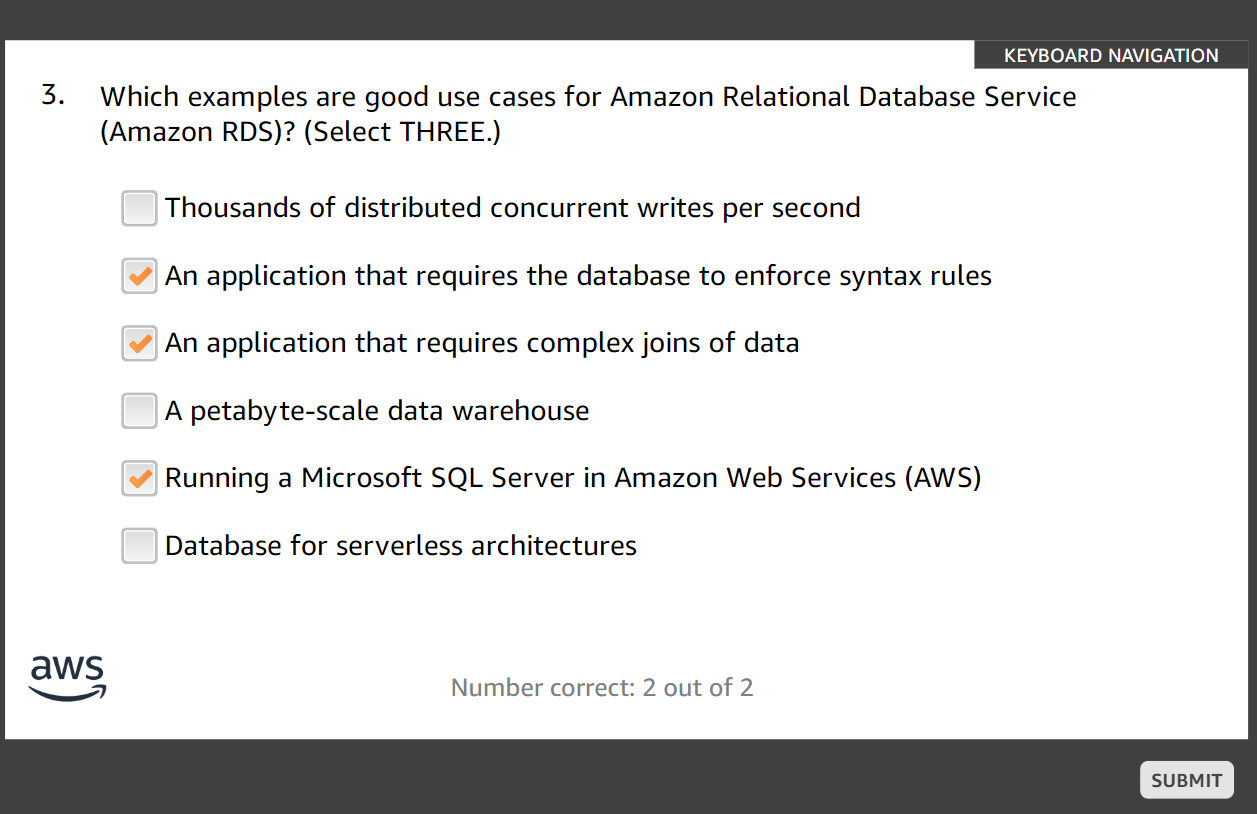 KEYBOARD NAVIGATION
3. Which examples are good use cases for Amazon Relational Database Service
(Amazon RDS)? (Select THREE.)
Thousands of distributed concurrent writes per second
An application that requires the database to enforce syntax rules
An application that requires complex joins of data
A petabyte-scale data warehouse
Running a Microsoft SQL Server in Amazon Web Services (AWS)
Database for serverless architectures
aws
Number correct: 2 out of 2
SUBMIT